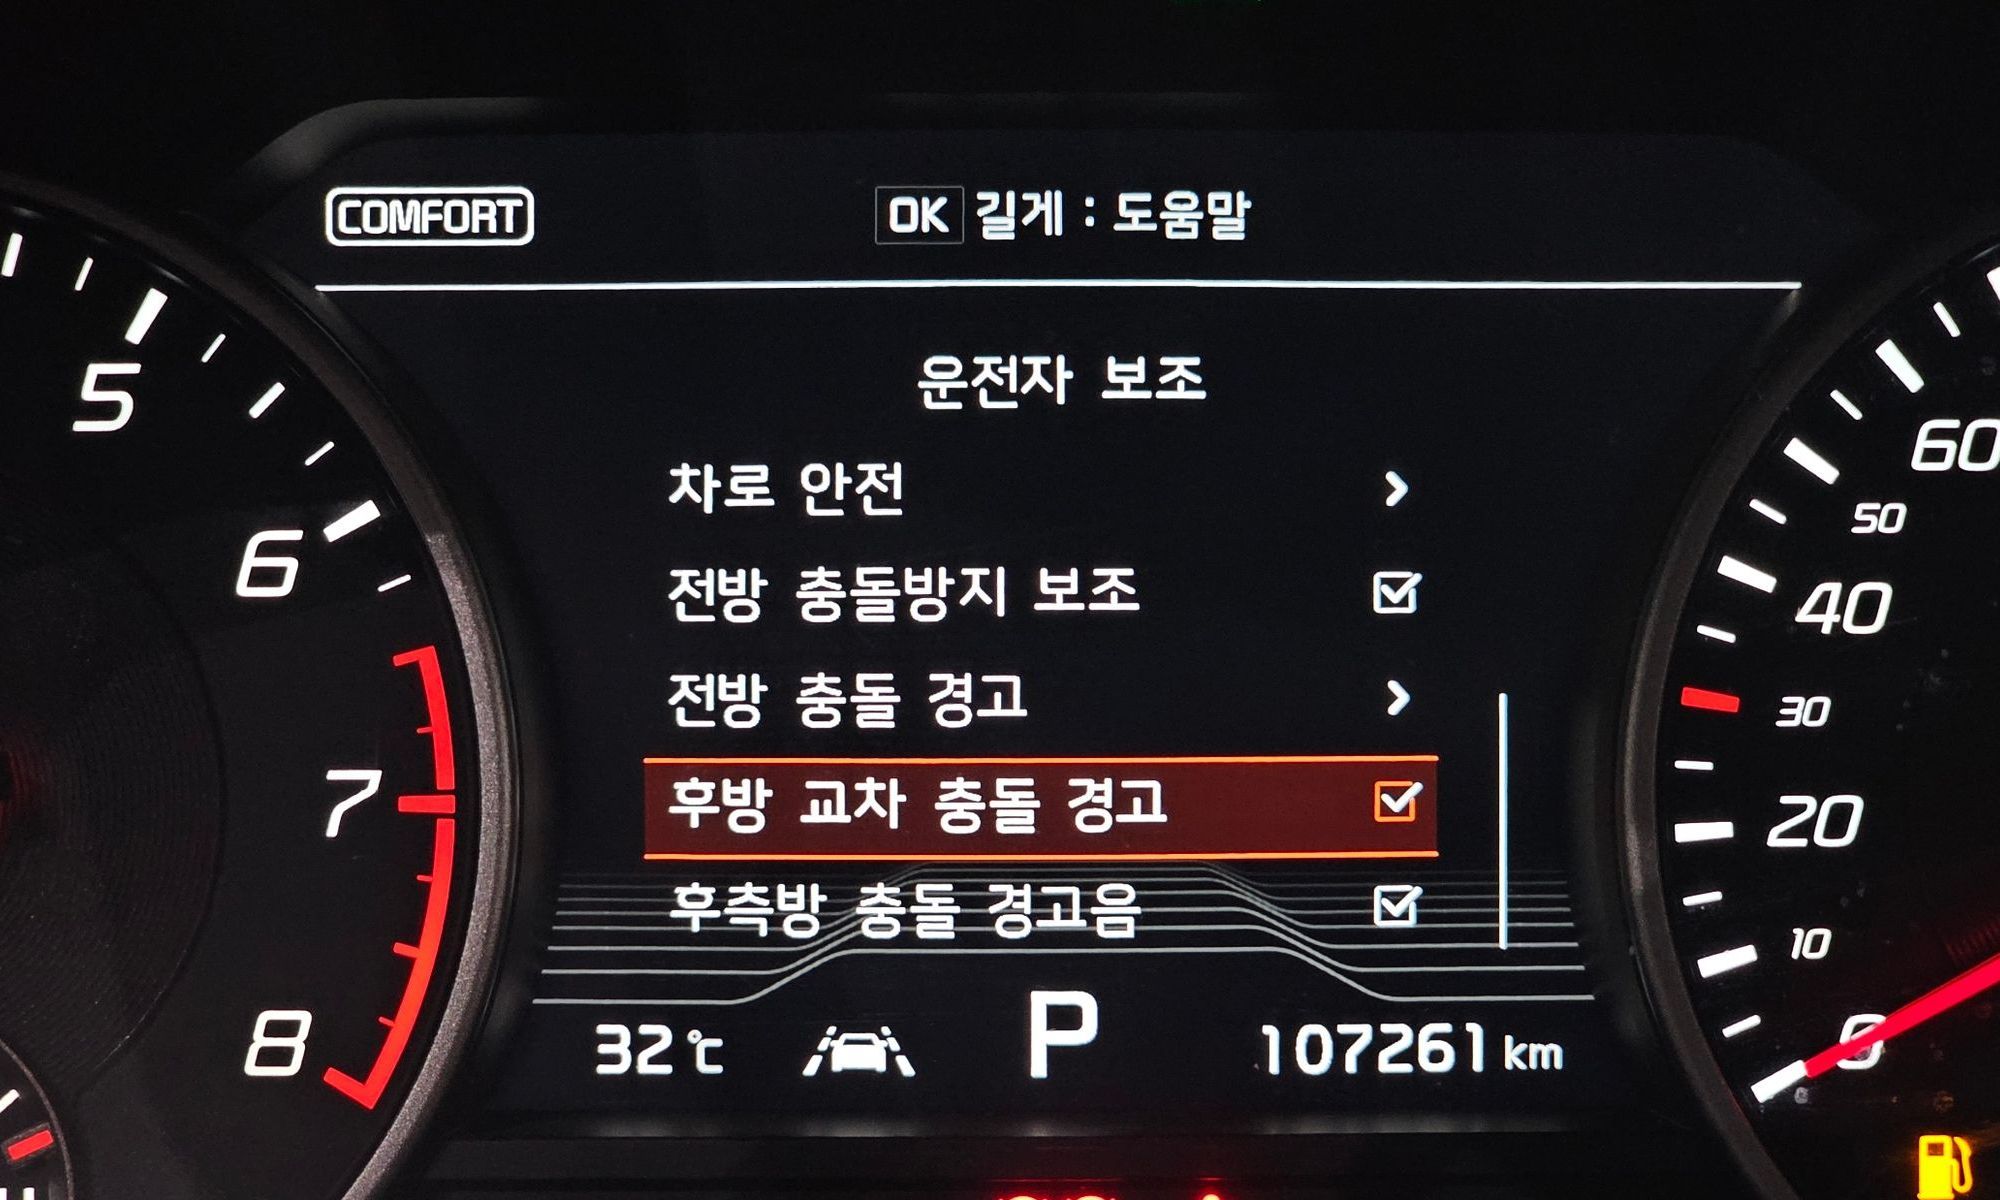 COMFORT
OK 길게 : 도움말
운전자 보조
차로 안전
전방 충돌방지 보조
전방 충돌 경고
후방 교차 충돌 경고
후측방 충돌 경고음
32℃
P
107261 km
5
6
7
8
60
50
40
30
20
10
0